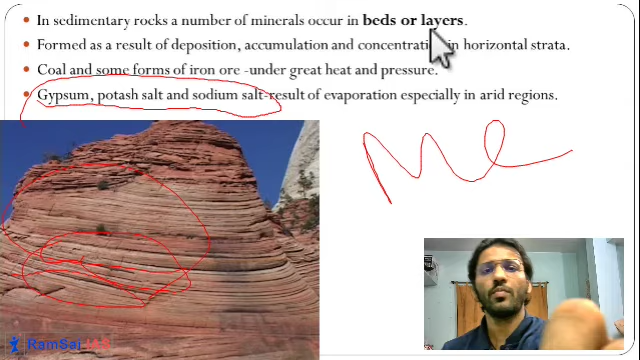 In sedimentary rocks a number of minerals occur in beds or layers.
Formed as a result of deposition, accumulation and concentration in horizontal strata.
Coal and some forms of iron ore -under great heat and pressure.
Gypsum, potash salt and sodium salt-result of evaporation especially in arid regions.
Me
RamSai IAS